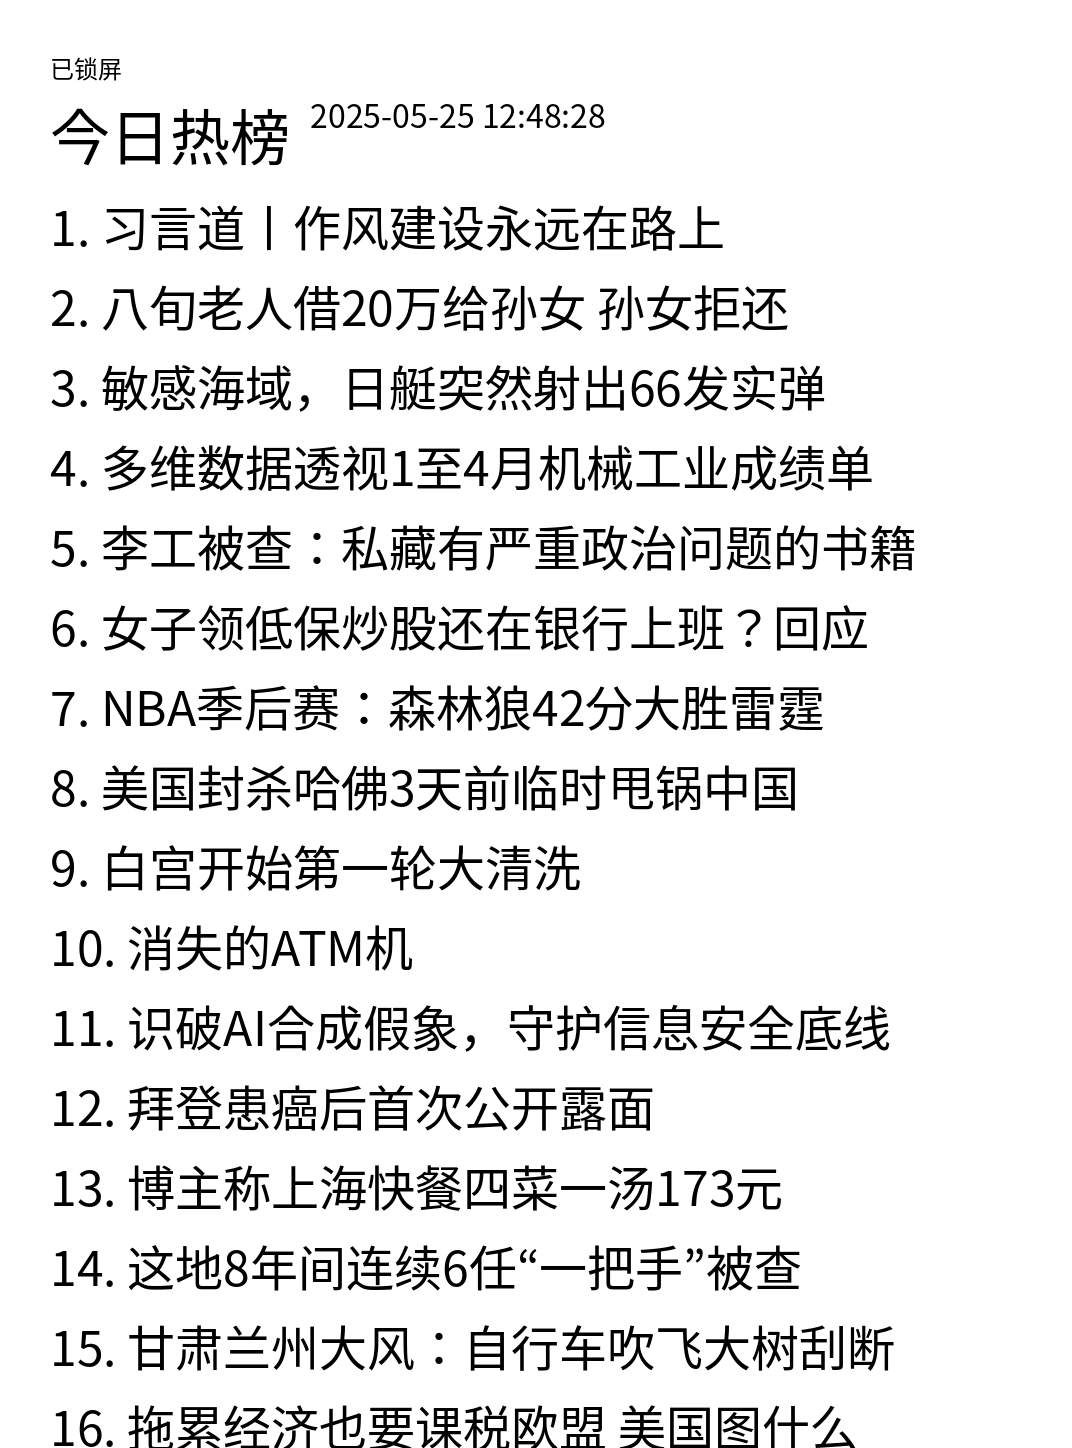 已锁屏
今日热榜 2025-05-25 12:48:28
1. 习言道丨作风建设永远在路上
2. 八旬老人借20万给孙女 孙女拒还
3. 敏感海域，日艇突然射出66发实弹
4. 多维数据透视1至4月机械工业成绩单
5. 李工被查：私藏有严重政治问题的书籍
6. 女子领低保炒股还在银行上班？回应
7. NBA季后赛：森林狼42分大胜雷霆
8. 美国封杀哈佛3天前临时甩锅中国
9. 白宫开始第一轮大清洗
10. 消失的ATM机
11. 识破AI合成假象，守护信息安全底线
12. 拜登患癌后首次公开露面
13. 博主称上海快餐四菜一汤173元
14. 这地8年间连续6任“一把手”被查
15. 甘肃兰州大风：自行车吹飞大树刮断
16. 拖累经济也要课税欧盟 美国图什么